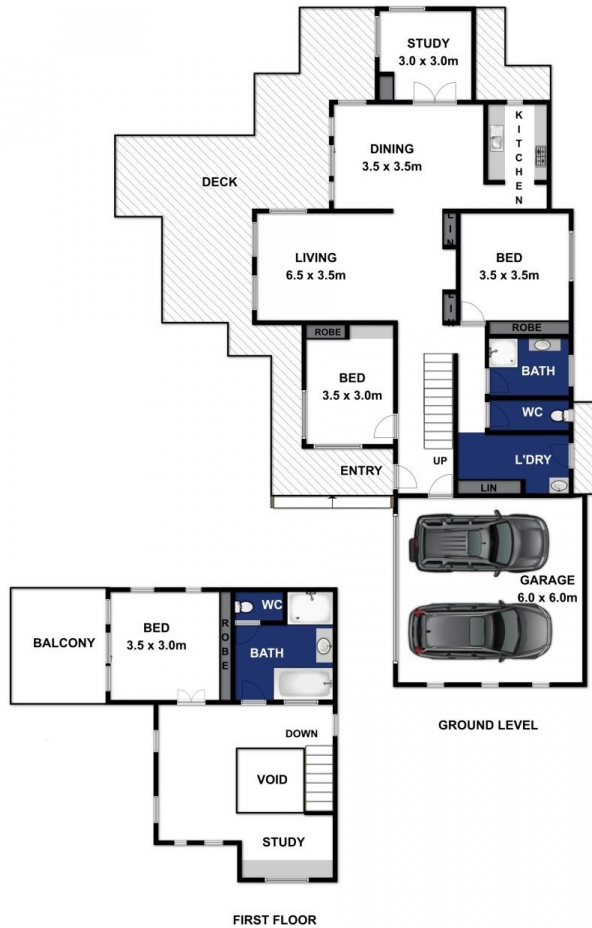 STUDY
3.0 x 3.0m
KITCHEN
DINING
3.5 x 3.5m
DECK
LIN
LIVING
6.5 x 3.5m
BED
3.5 x 3.5m
LIN
ROBE
ROBE
BED
3.5 x 3.0m
BATH
WC
UP
L'DRY
ENTRY
LIN
GARAGE
6.0 x 6.0m
GROUND LEVEL
BALCONY
BED
3.5 x 3.0m
ROBE
WC
BATH
DOWN
VOID
STUDY
FIRST FLOOR